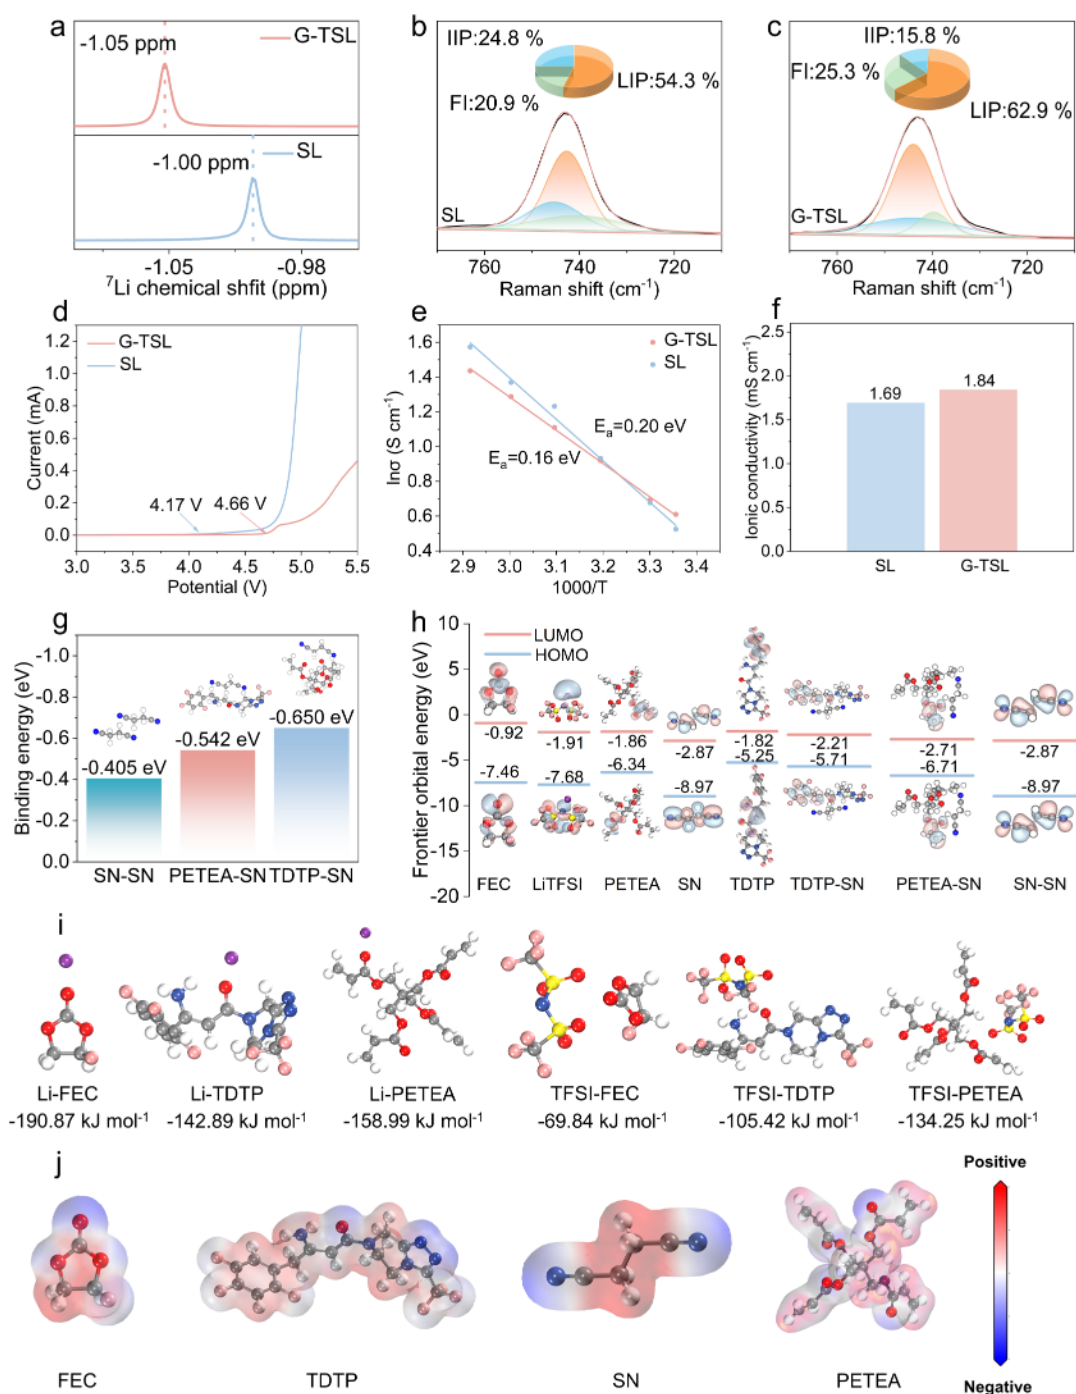 a
-1.05 ppm
G-TSL
-1.00 ppm
SL
-1.05
-0.98
⁷Li chemical shfit (ppm)
b
IIP:24.8 %
LIP:54.3 %
FI:20.9 %
SL
760 740 720
Raman shift (cm⁻¹)
c
IIP:15.8 %
FI:25.3 %
LIP:62.9 %
G-TSL
760 740 720
Raman shift (cm⁻¹)
d
G-TSL
SL
1.2
1.0
0.8
0.6
0.4
0.2
0.0
Current (mA)
4.17 V
4.66 V
3.0 3.5 4.0 4.5 5.0 5.5
Potential (V)
e
G-TSL
SL
1.6
1.4
1.2
1.0
0.8
0.6
0.4
lnσ (S cm⁻¹)
Eₐ=0.20 eV
Eₐ=0.16 eV
2.9 3.0 3.1 3.2 3.3 3.4
1000/T
f
2.5
2.0
1.5
1.0
0.5
0.0
Ionic conductivity (mS cm⁻¹)
1.69
1.84
SL G-TSL
g
-1.0
-0.8
-0.6
-0.4
-0.2
0.0
Binding energy (eV)
-0.405 eV
-0.542 eV
-0.650 eV
SN-SN PETEA-SN TDTP-SN
h
LUMO
HOMO
10
5
0
-5
-10
-15
-20
Frontier orbital energy (eV)
-0.92
-1.91
-1.86
-2.87
-1.82
-2.21
-2.71
-2.87
-7.46
-7.68
-6.34
-8.97
-5.25
-5.71
-6.71
-8.97
FEC LiTFSI PETEA SN TDTP TDTP-SN PETEA-SN SN-SN
i
Li-FEC Li-TDTP Li-PETEA TFSI-FEC TFSI-TDTP TFSI-PETEA
-190.87 kJ mol⁻¹ -142.89 kJ mol⁻¹ -158.99 kJ mol⁻¹ -69.84 kJ mol⁻¹ -105.42 kJ mol⁻¹ -134.25 kJ mol⁻¹
j
Positive
Negative
FEC TDTP SN PETEA